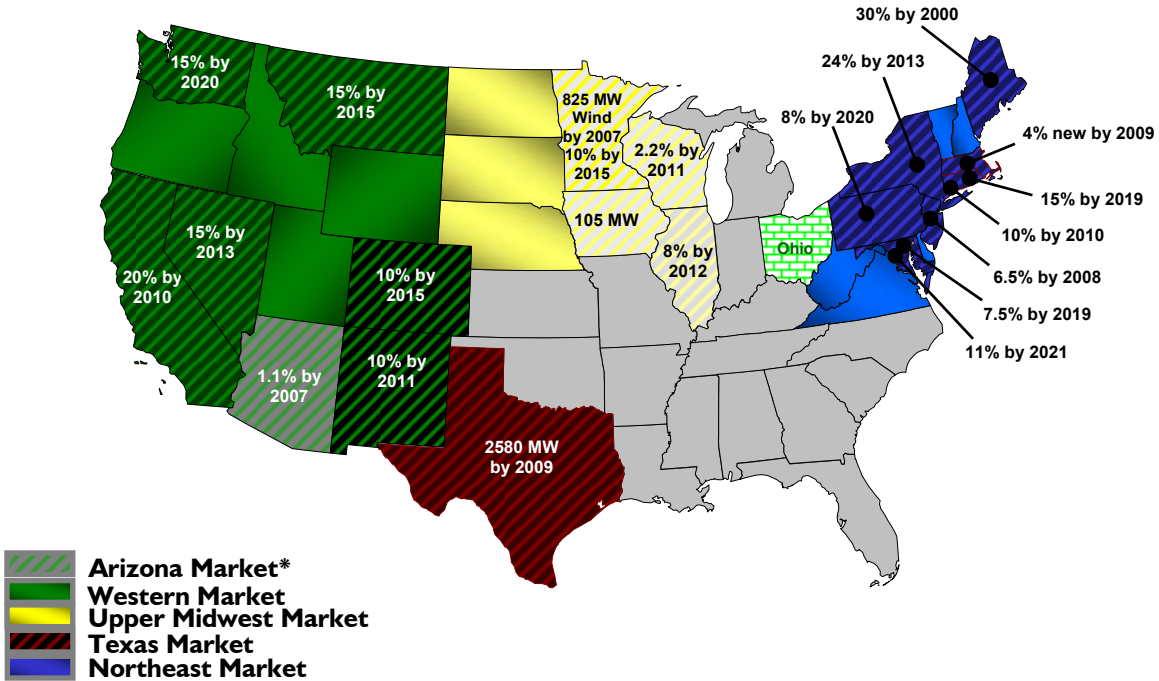 30% by 2000
24% by 2013
8% by 2020
4% new by 2009
15% by 2019
10% by 2010
6.5% by 2008
7.5% by 2019
11% by 2021
15% by
2020
15% by
2015
825 MW
Wind
by 2007
10% by
2015
2.2% by
2011
105 MW
8% by
2012
Ohio
15% by
2013
20% by
2010
10% by
2015
1.1% by
2007
10% by
2011
2580 MW
by 2009
Arizona Market*
Western Market
Upper Midwest Market
Texas Market
Northeast Market